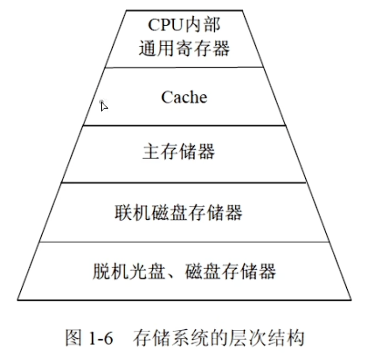 CPU内部
通用寄存器
Cache
主存储器
联机磁盘存储器
脱机光盘、磁盘存储器
图 1-6 存储系统的层次结构